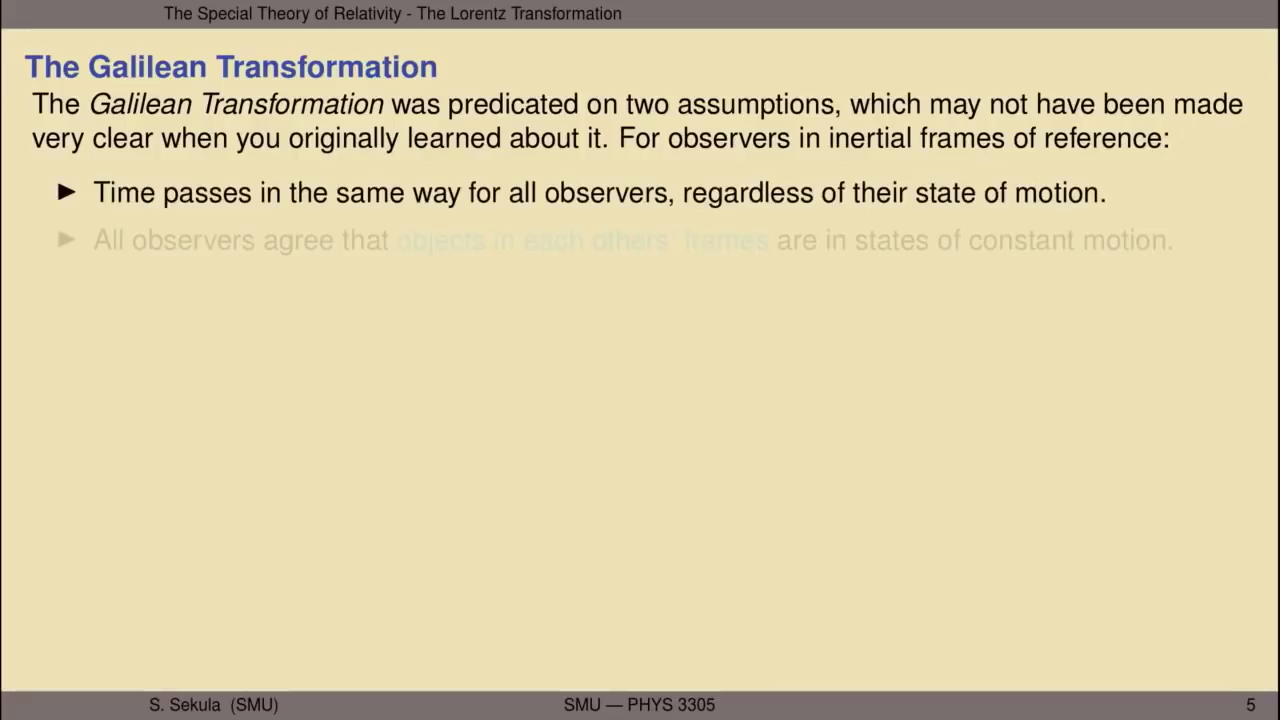 The Special Theory of Relativity - The Lorentz Transformation
The Galilean Transformation
The Galilean Transformation was predicated on two assumptions, which may not have been made
very clear when you originally learned about it. For observers in inertial frames of reference:
► Time passes in the same way for all observers, regardless of their state of motion.
► All observers agree that objects in each others' frames are in states of constant motion.
S. Sekula (SMU)
SMU — PHYS 3305
5